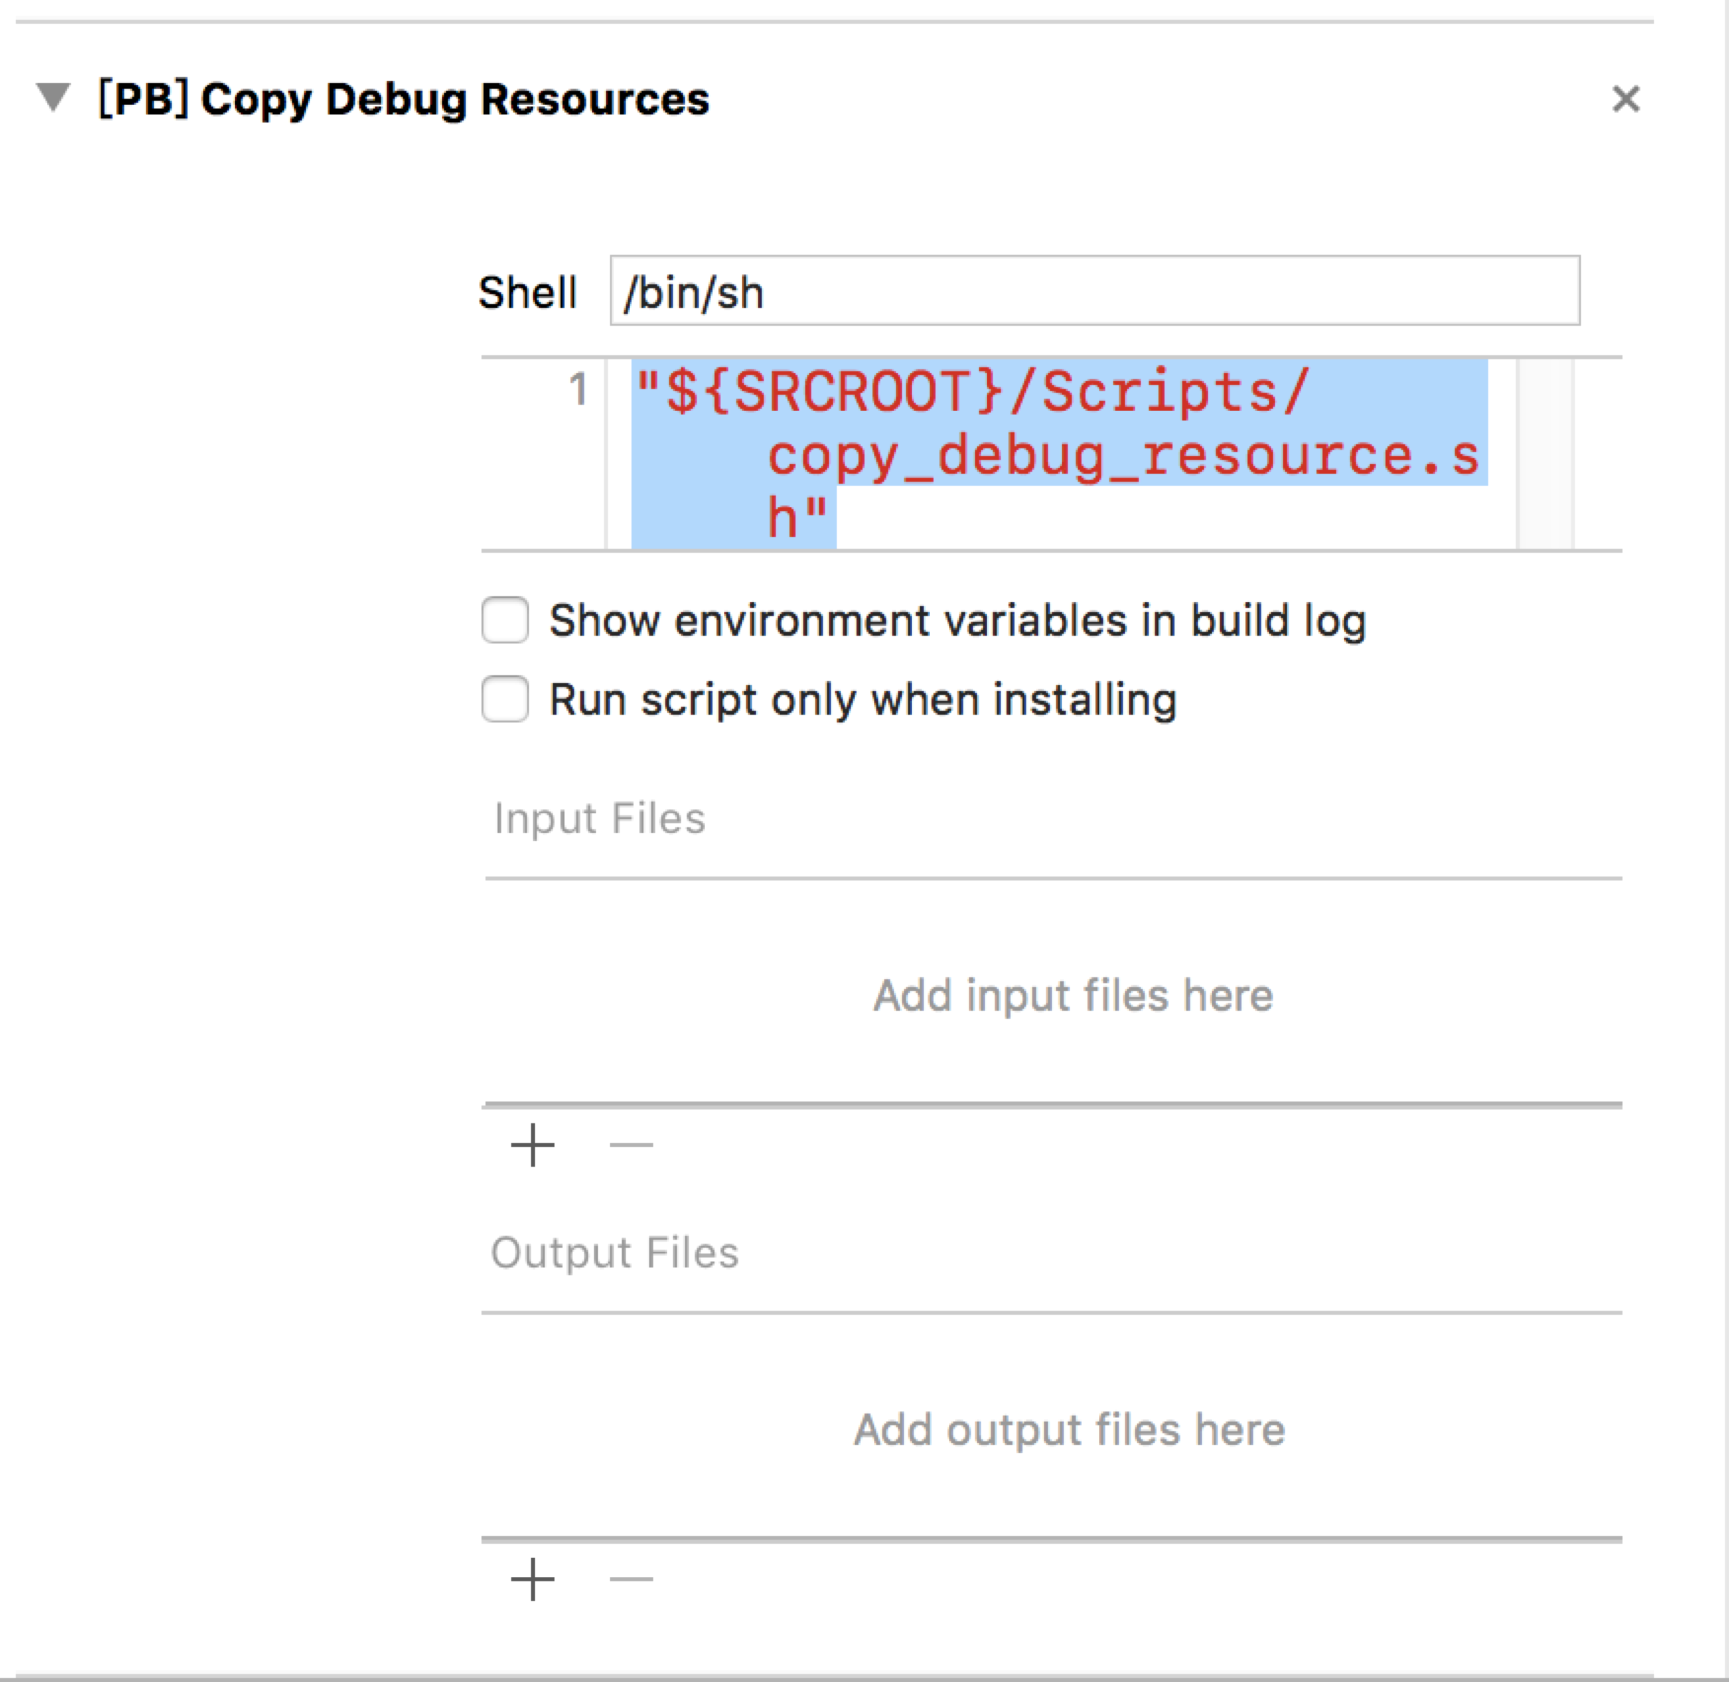 [PB] Copy Debug Resources
Shell /bin/sh
1 "${SRCROOT}/Scripts/
copy_debug_resource.s
h"
Show environment variables in build log
Run script only when installing
Input Files
Add input files here
Output Files
Add output files here